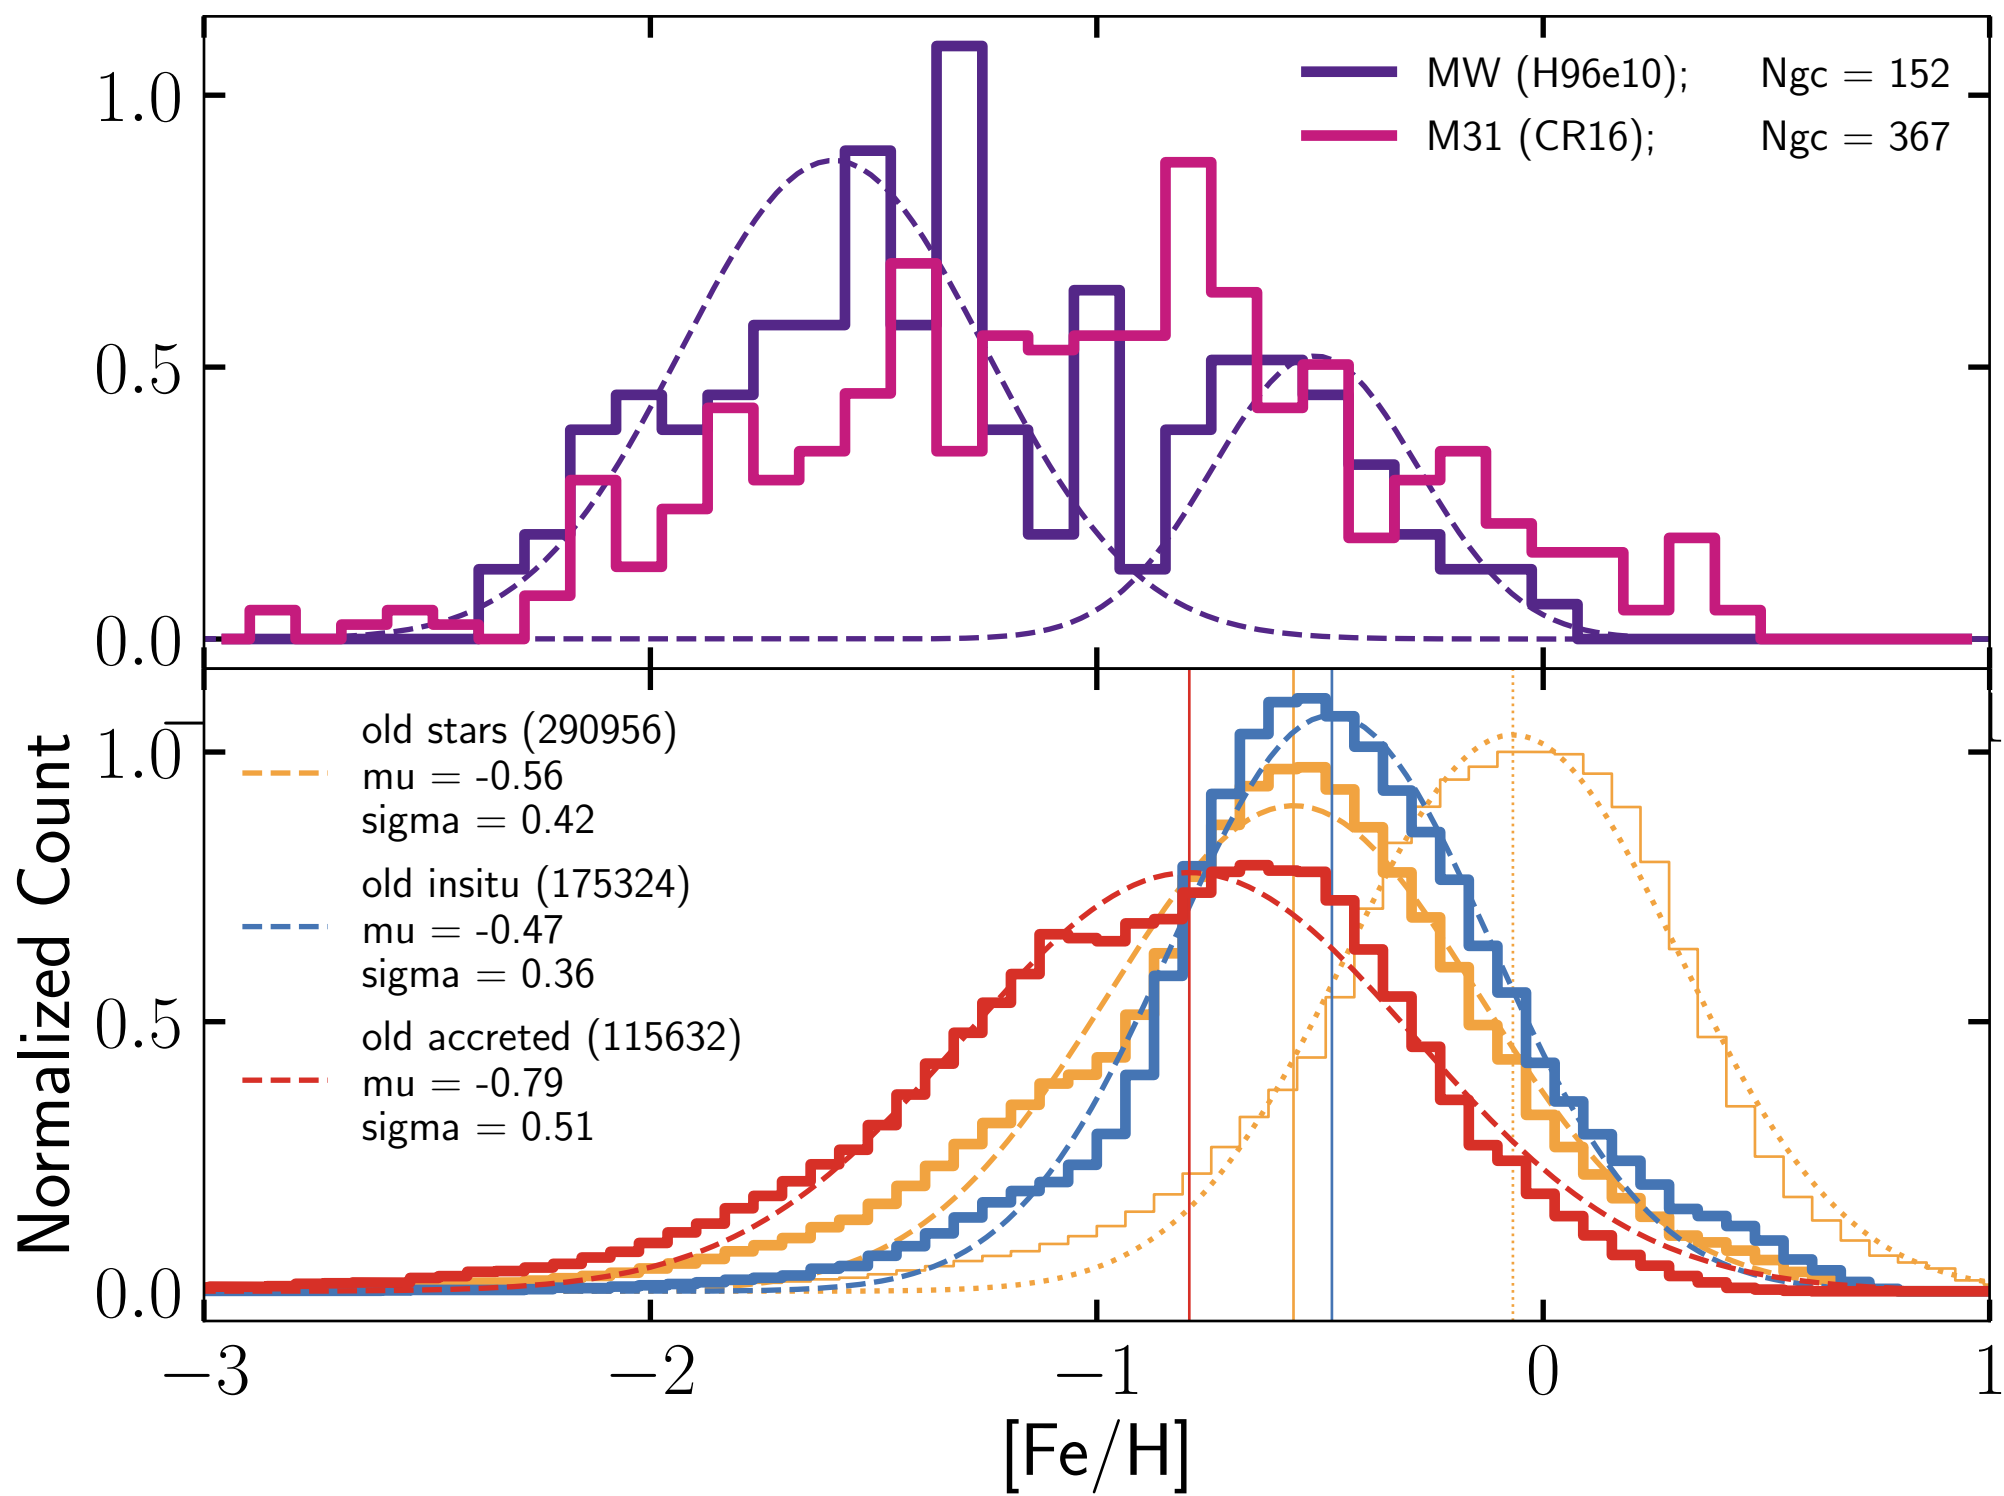 1.0
0.5
0.0
MW (H96e10); Ngc = 152
M31 (CR16); Ngc = 367
Normalized Count
1.0
0.5
0.0
old stars (290956)
mu = -0.56
sigma = 0.42
old insitu (175324)
mu = -0.47
sigma = 0.36
old accreted (115632)
mu = -0.79
sigma = 0.51
−3 −2 −1 0 1
[Fe/H]